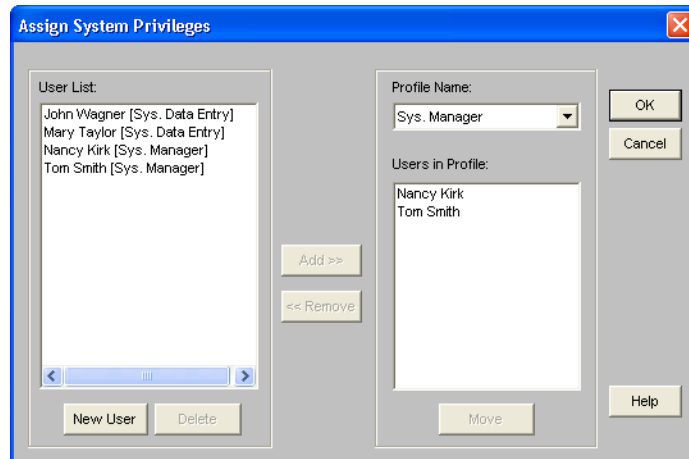 Assign System Privileges
User List:
John Wagner [Sys. Data Entry]
Mary Taylor [Sys. Data Entry]
Nancy Kirk [Sys. Manager]
Tom Smith [Sys. Manager]
New User
Delete
Add >>
<< Remove
Profile Name:
Sys. Manager
Users in Profile:
Nancy Kirk
Tom Smith
Move
OK
Cancel
Help